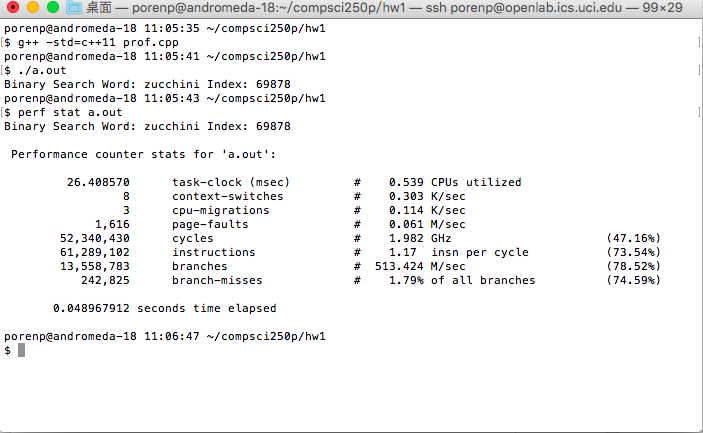 桌面 — porenp@andromeda-18:~/compsci250p/hw1 — ssh porenp@openlab.ics.uci.edu — 99×29
porenp@andromeda-18 11:05:35 ~/compsci250p/hw1
[$ g++ -std=c++11 prof.cpp ]
porenp@andromeda-18 11:05:41 ~/compsci250p/hw1
[$ ./a.out ]
Binary Search Word: zucchini Index: 69878
porenp@andromeda-18 11:05:43 ~/compsci250p/hw1
[$ perf stat a.out ]
Binary Search Word: zucchini Index: 69878
Performance counter stats for 'a.out':
26.408570 task-clock (msec) # 0.539 CPUs utilized
8 context-switches # 0.303 K/sec
3 cpu-migrations # 0.114 K/sec
1,616 page-faults # 0.061 M/sec
52,340,430 cycles # 1.982 GHz (47.16%)
61,289,102 instructions # 1.17 insn per cycle (73.54%)
13,558,783 branches # 513.424 M/sec (78.52%)
242,825 branch-misses # 1.79% of all branches (74.59%)
0.048967912 seconds time elapsed
porenp@andromeda-18 11:06:47 ~/compsci250p/hw1
$